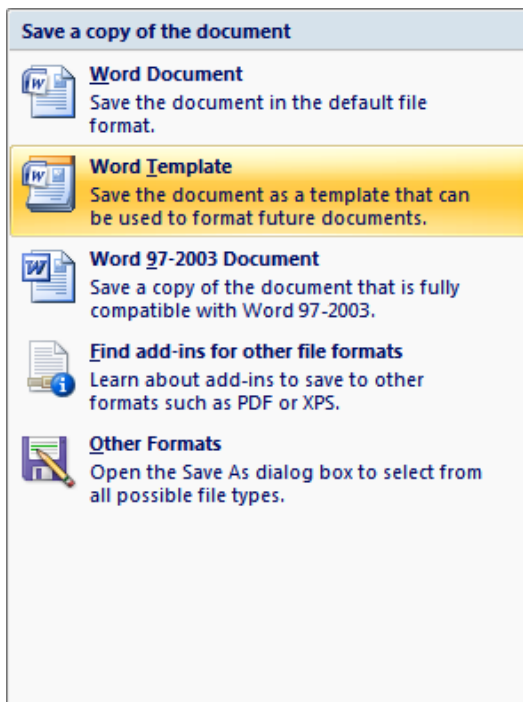 Save a copy of the document
Word Document
Save the document in the default file
format.
Word Template
Save the document as a template that can
be used to format future documents.
Word 97-2003 Document
Save a copy of the document that is fully
compatible with Word 97-2003.
Find add-ins for other file formats
Learn about add-ins to save to other
formats such as PDF or XPS.
Other Formats
Open the Save As dialog box to select from
all possible file types.